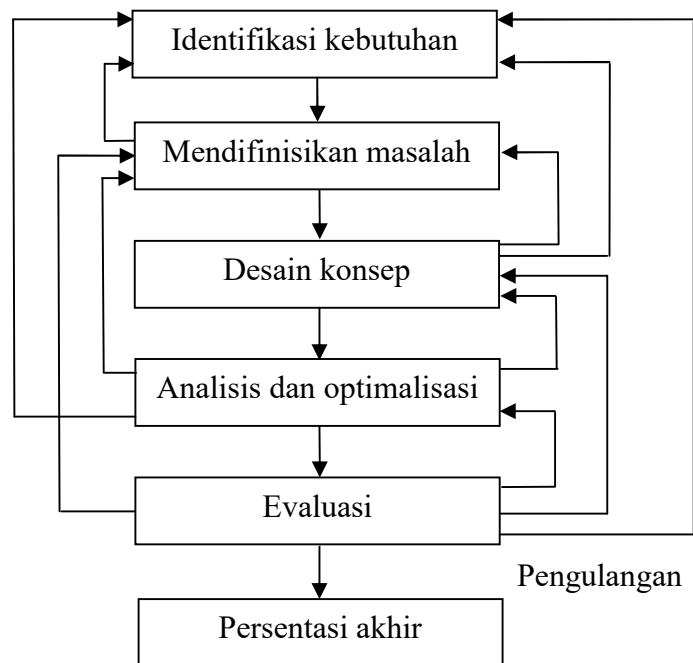 Identifikasi kebutuhan
Mendifinisikan masalah
Desain konsep
Analisis dan optimalisasi
Evaluasi
Pengulangan
Persentasi akhir